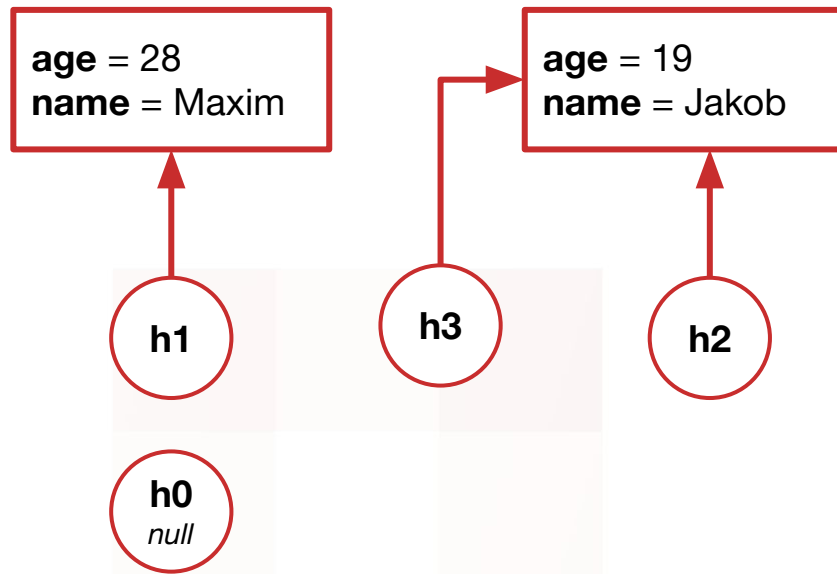 age = 28
name = Maxim
age = 19
name = Jakob
h1
h3
h2
h0
null